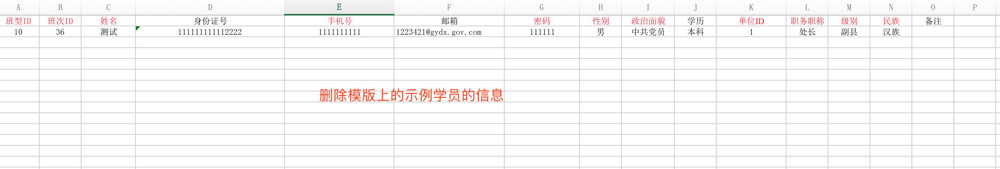 A B C D E F G H I J K L M N O P
班型ID 班次ID 姓名 身份证号 手机号 邮箱 密码 性别 政治面貌 学历 单位ID 职务职称 级别 民族 备注
10 36 测试 111111111112222 1111111111 1223421@gydx.gov.com 111111 男 中共党员 本科 1 处长 副县 汉族
删除模版上的示例学员的信息